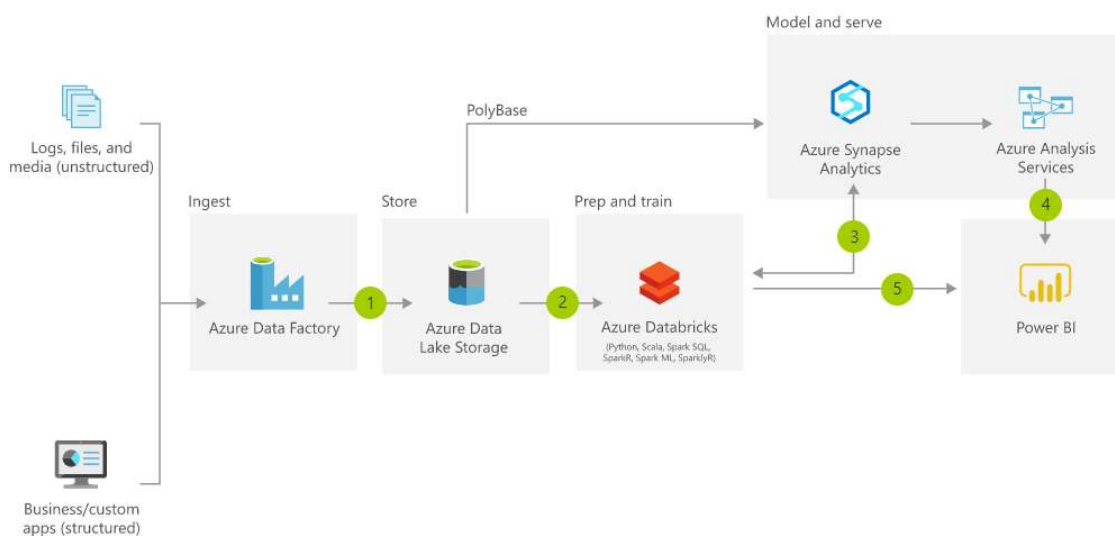 Model and serve
PolyBase
Logs, files, and
media (unstructured)
Azure Synapse
Analytics
Azure Analysis
Services
Ingest
Store
Prep and train
4
3
1
2
5
Azure Data Factory
Azure Data
Lake Storage
Azure Databricks
(Python, Scala, Spark SQL,
SparkR, Spark ML, SparklyR)
Power BI
Business/custom
apps (structured)